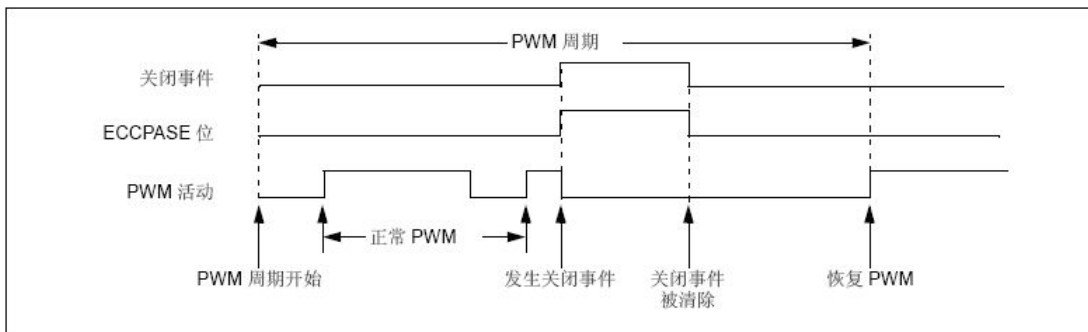 PWM 周期
关闭事件
ECCPASE 位
PWM 活动
正常 PWM
PWM 周期开始
发生关闭事件
关闭事件
被清除
恢复 PWM